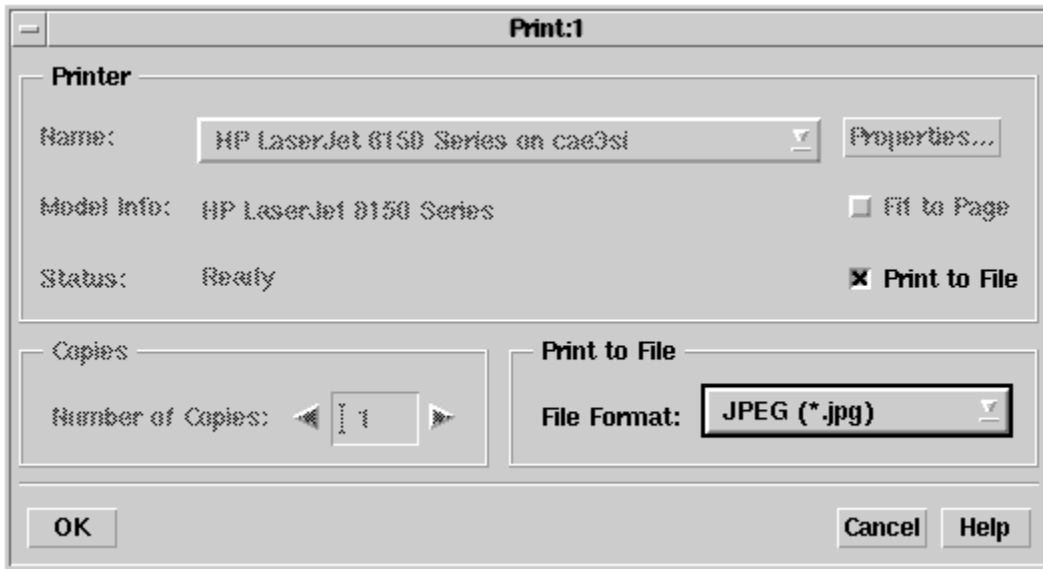 Print:1
Printer
Name: HP LaserJet 8150 Series on cae3si Properties...
Model Info: HP LaserJet 8150 Series Fit to Page
Status: Ready Print to File
Copies
Number of Copies: 1
Print to File
File Format: JPEG (*.jpg)
OK Cancel Help